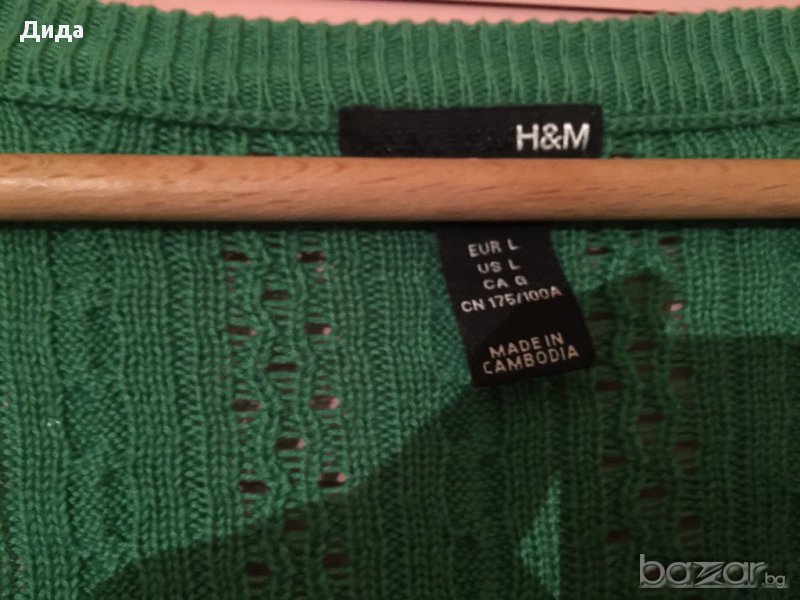 Дида
H&M
EUR L
US L
CA G
CN 175/100A
MADE IN
CAMBODIA
bazar.bg